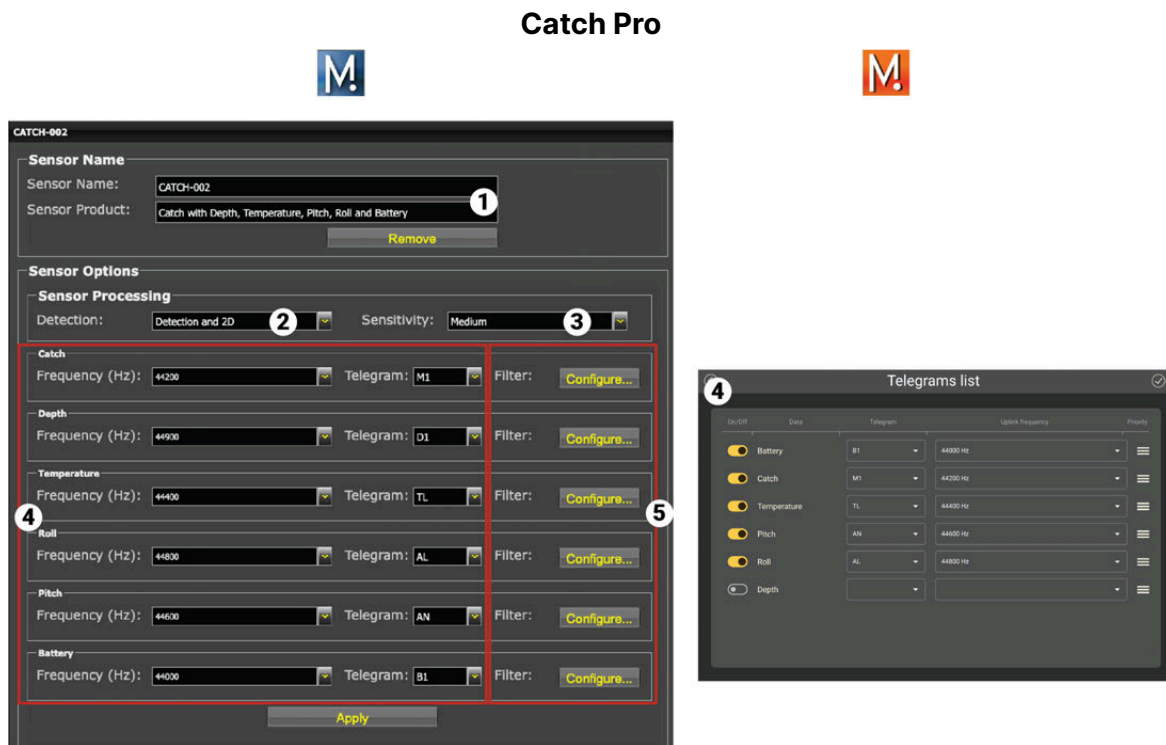 Catch Pro
M.
M.
CATCH-002
Sensor Name
Sensor Name: CATCH-002
Sensor Product: Catch with Depth, Temperature, Pitch, Roll and Battery
1
Remove
Sensor Options
Sensor Processing
Detection: Detection and 2D 2 Sensitivity: Medium 3
Catch
Frequency (Hz): 44200 Telegram: M1 Filter: Configure...
Depth
Frequency (Hz): 44900 Telegram: D1 Filter: Configure...
Temperature
Frequency (Hz): 44400 Telegram: TL Filter: Configure...
4
5
Roll
Frequency (Hz): 44800 Telegram: AL Filter: Configure...
Pitch
Frequency (Hz): 44600 Telegram: AN Filter: Configure...
Battery
Frequency (Hz): 44000 Telegram: B1 Filter: Configure...
Apply
4
Telegrams list
On/Off Data Telegram Uplink frequency Priority
Battery B1 44000 Hz
Catch M1 44200 Hz
Temperature TL 44400 Hz
Pitch AN 44600 Hz
Roll AL 44800 Hz
Depth